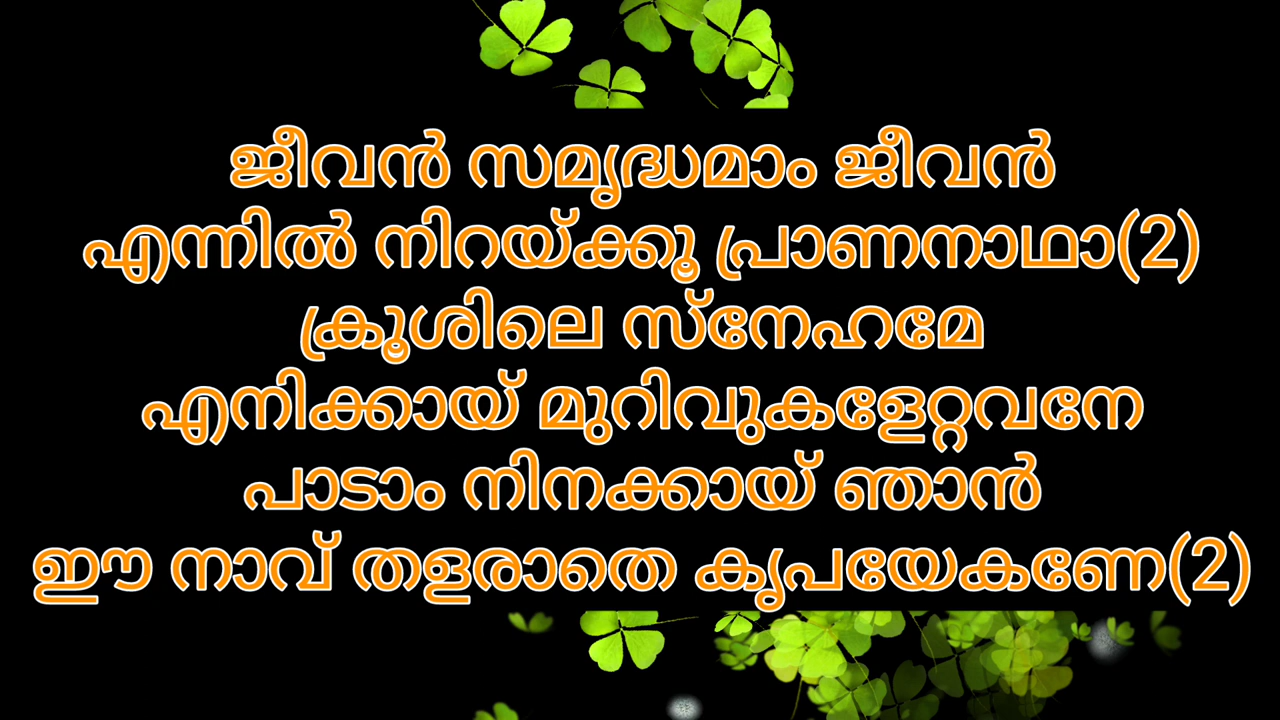 ജീവൻ സമൃദ്ധമാം ജീവൻ
എന്നിൽ നിറയ്ക്കൂ പ്രാണനാഥാ(2)
ക്രൂശിലെ സ്നേഹമേ
എനിക്കായ് മുറിവുകളേറ്റവനേ
പാടാം നിനക്കായ് ഞാൻ
ഈ നാവ് തളരാതെ കൃപയേകണേ(2)